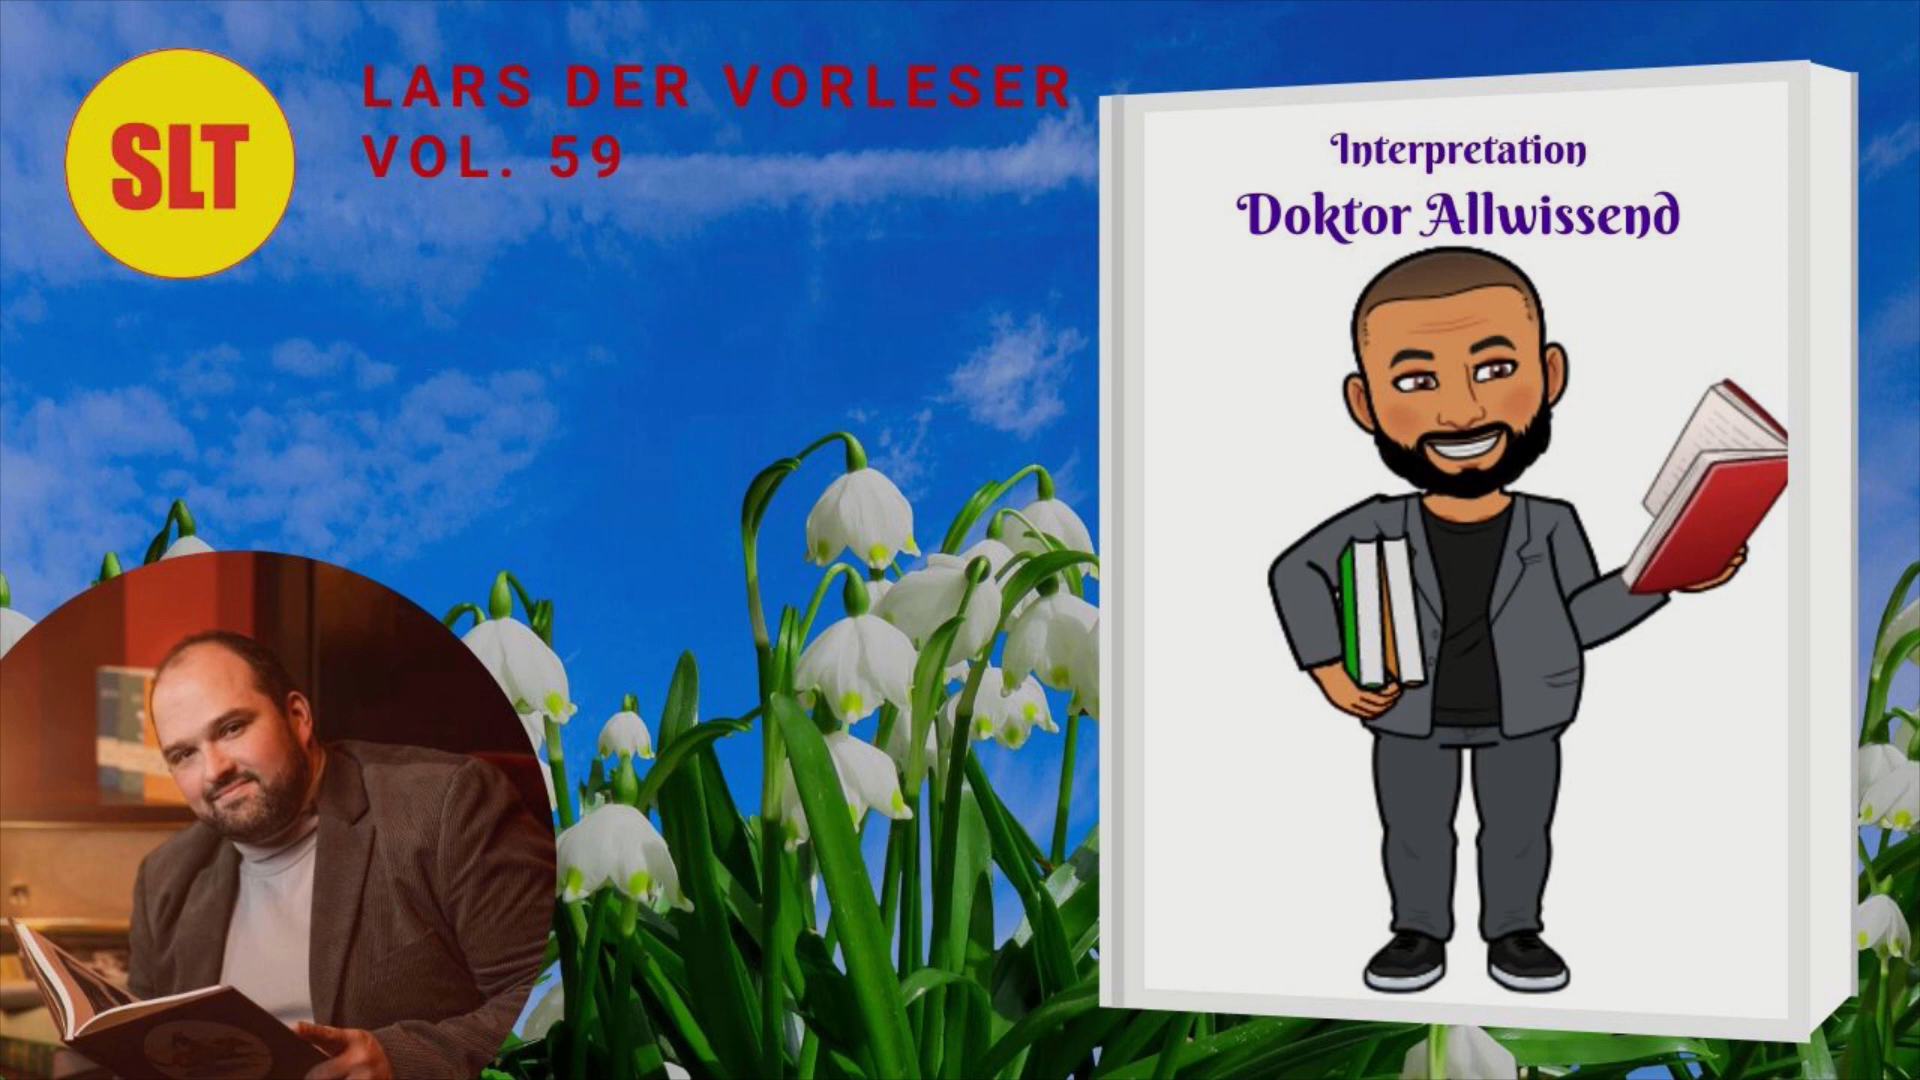 SLT
LARS DER VORLESER
VOL. 59
Interpretation
Doktor Allwissend